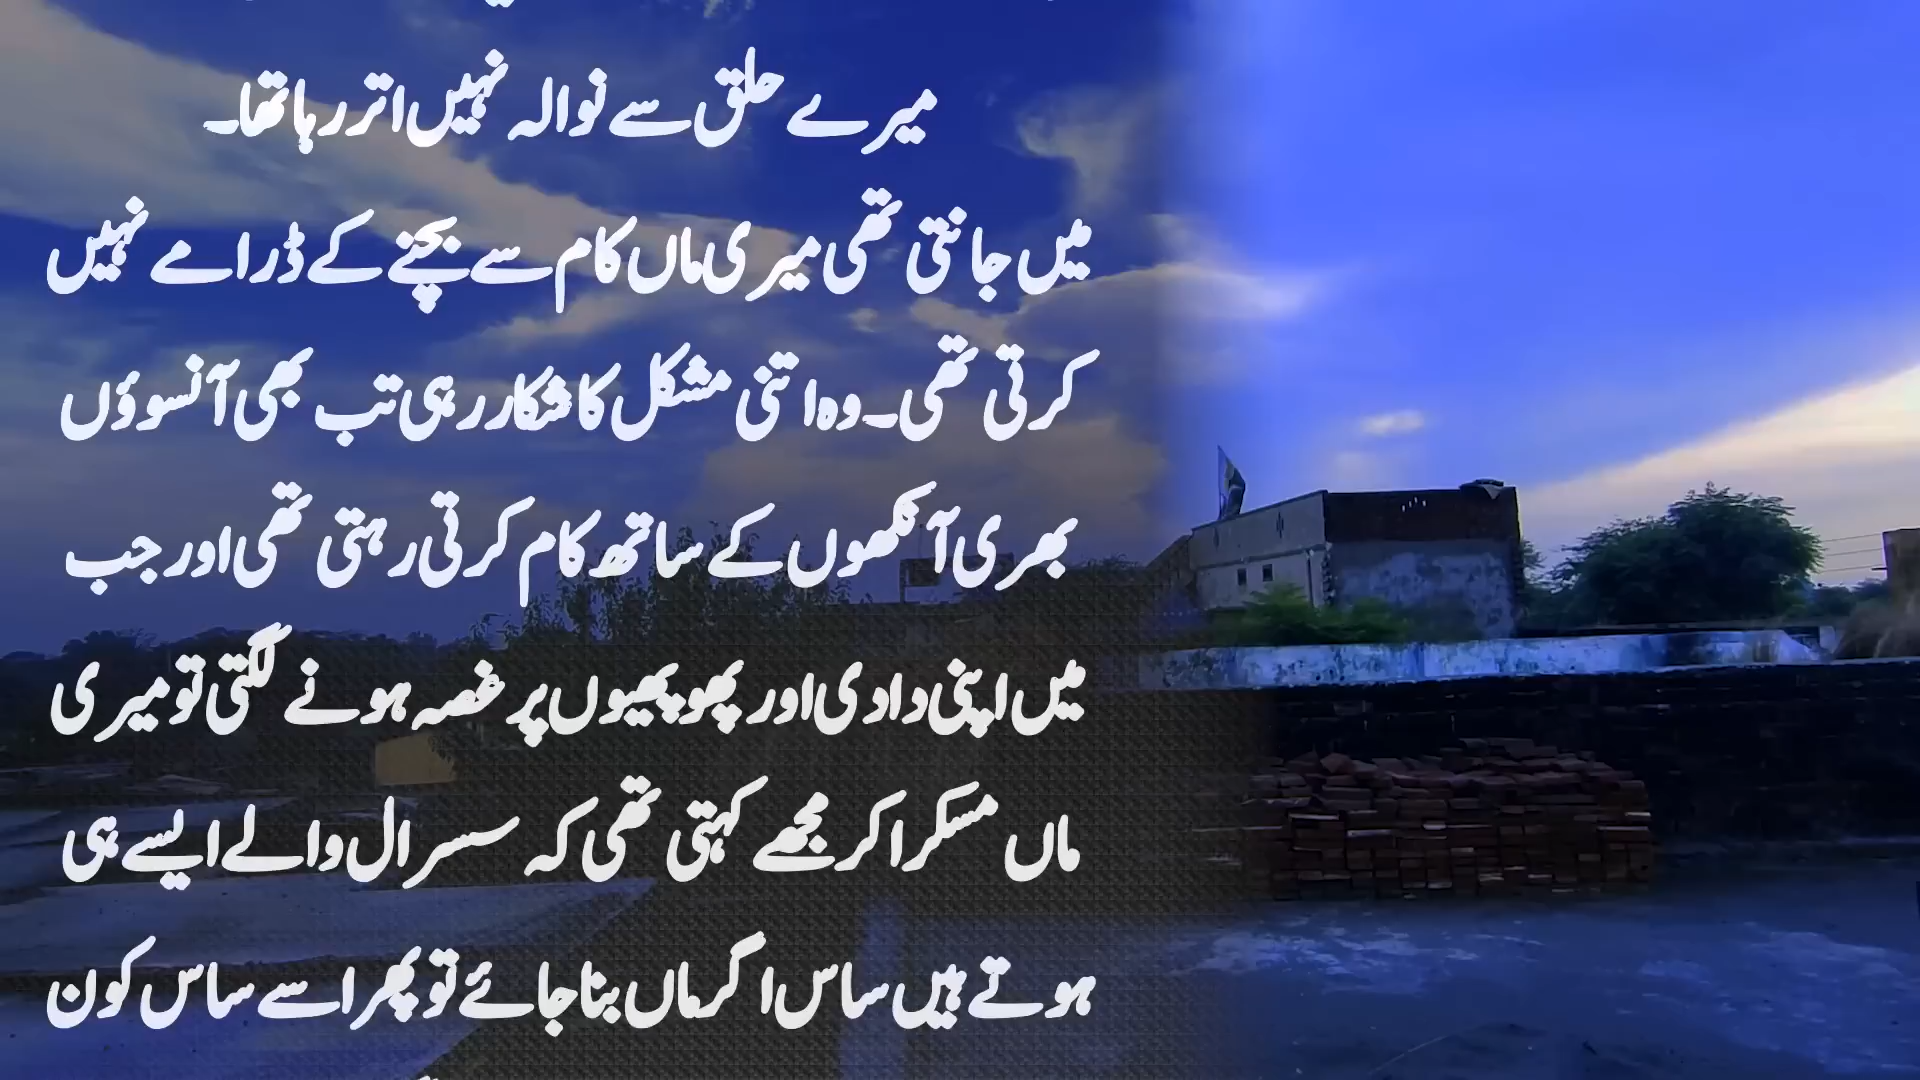 میرے حلق سے نوالہ نہیں اتر رہا تھا۔
میں جانتی تھی میری ماں کام سے بچنے کے ڈرامے نہیں
کرتی تھی۔ وہ اتنی مشکل کا شکار رہی تب بھی آنسوؤں
بھری آنکھوں کے ساتھ کام کرتی رہتی تھی اور جب
میں اپنی دادی اور پھوپھیوں پر غصہ ہونے لگتی تو میری
ماں مسکرا کر مجھے کہتی تھی کہ سسرال والے ایسے ہی
ہوتے ہیں ساس اگر ماں بنا جائے تو پھر اسے ساس کون